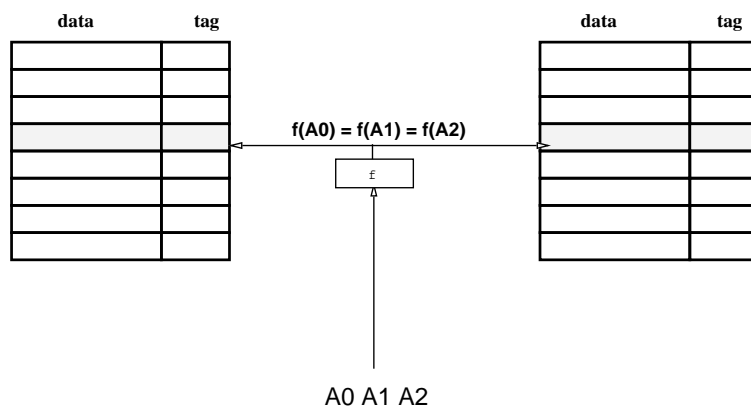 data tag data tag
f(A0) = f(A1) = f(A2)
f
A0 A1 A2